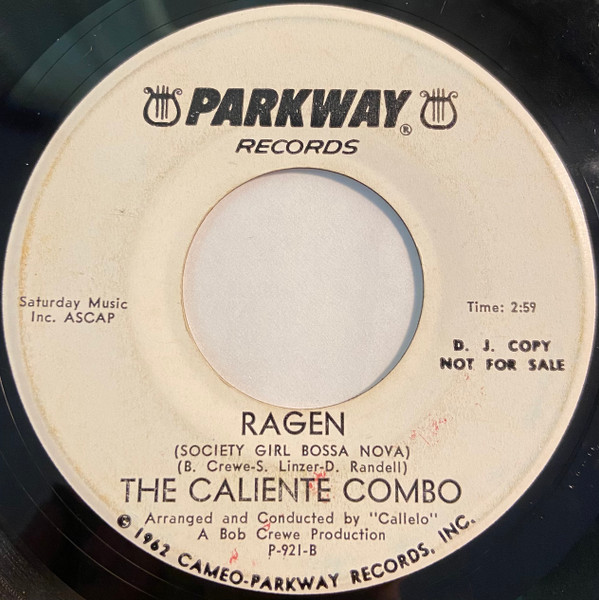 PARKWAY®
RECORDS
Saturday Music
Inc. ASCAP
Time: 2:59
D. J. COPY
NOT FOR SALE
RAGEN
(SOCIETY GIRL BOSSA NOVA)
(B. Crewe-S. Linzer-D. Randell)
THE CALIENTE COMBO
Arranged and Conducted by "Callelo"
A Bob Crewe Production
P-921-B
© 1962 CAMEO-PARKWAY RECORDS, INC.